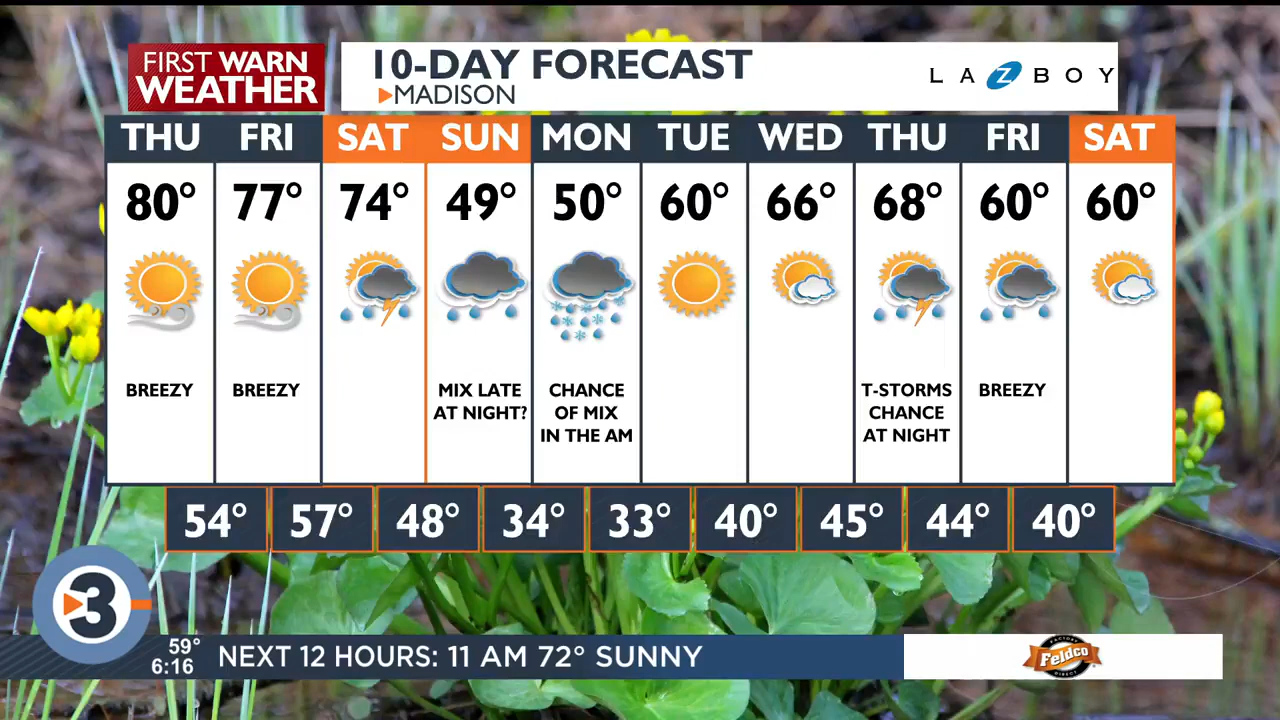 FIRST WARN
WEATHER
10-DAY FORECAST
MADISON
LA Z BOY
THU FRI SAT SUN MON TUE WED THU FRI SAT
80° 77° 74° 49° 50° 60° 66° 68° 60° 60°
BREEZY BREEZY MIX LATE CHANCE T-STORMS BREEZY
AT NIGHT? OF MIX CHANCE
IN THE AM AT NIGHT
54° 57° 48° 34° 33° 40° 45° 44° 40°
3
59°
6:16
NEXT 12 HOURS: 11 AM 72° SUNNY
FACTORY
Feldco
DIRECT